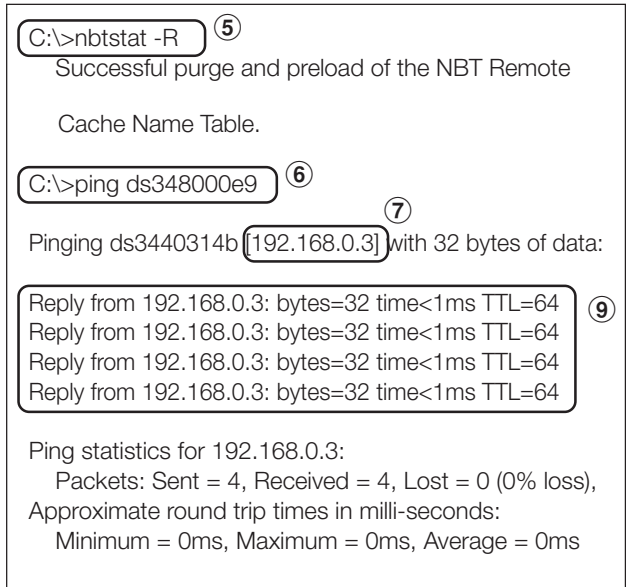 C:\>nbtstat -R ⑤
Successful purge and preload of the NBT Remote
Cache Name Table.
C:\>ping ds348000e9 ⑥
⑦
Pinging ds3440314b [192.168.0.3] with 32 bytes of data:
Reply from 192.168.0.3: bytes=32 time<1ms TTL=64 ⑨
Reply from 192.168.0.3: bytes=32 time<1ms TTL=64
Reply from 192.168.0.3: bytes=32 time<1ms TTL=64
Reply from 192.168.0.3: bytes=32 time<1ms TTL=64
Ping statistics for 192.168.0.3:
Packets: Sent = 4, Received = 4, Lost = 0 (0% loss),
Approximate round trip times in milli-seconds:
Minimum = 0ms, Maximum = 0ms, Average = 0ms